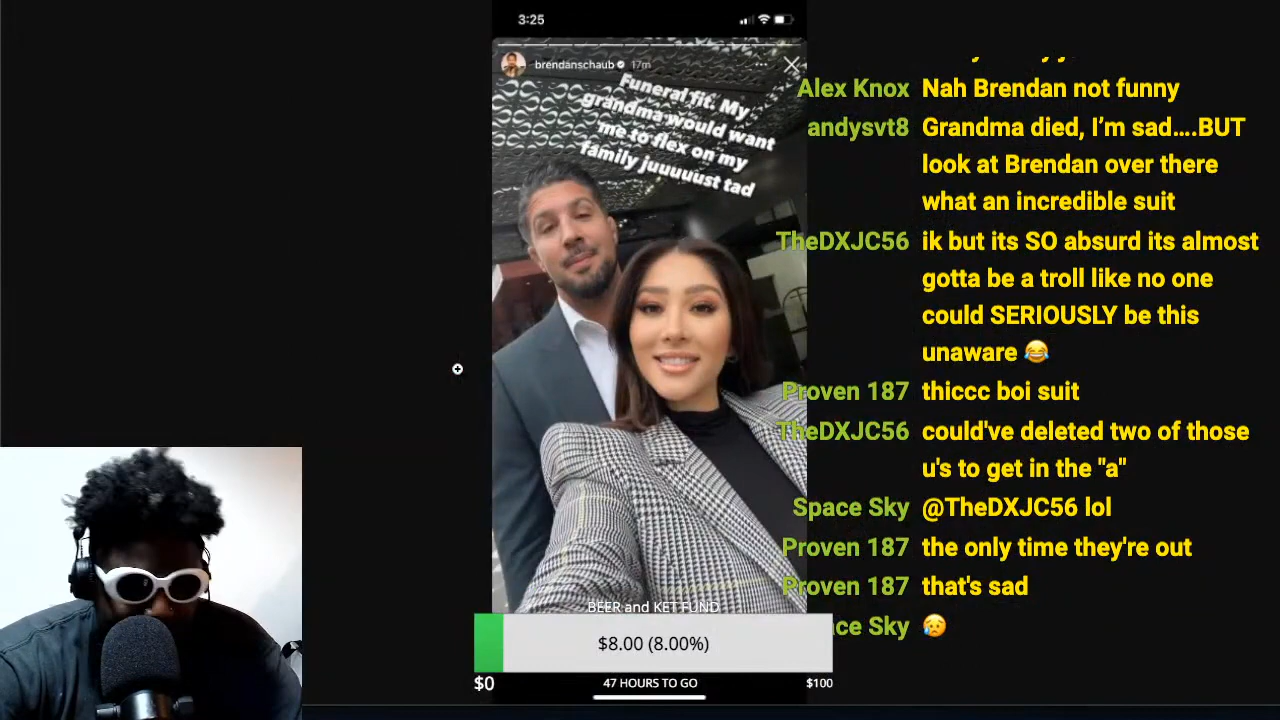 3:25
brendanschaub 17m
Funeral fit. My
grandma would want
me to flex on my
family juuuuust tad
Alex Knox Nah Brendan not funny
andysvt8 Grandma died, I’m sad....BUT
look at Brendan over there
what an incredible suit
TheDXJC56 ik but its SO absurd its almost
gotta be a troll like no one
could SERIOUSLY be this
unaware 😂
Proven 187 thiccc boi suit
TheDXJC56 could've deleted two of those
u's to get in the "a"
Space Sky @TheDXJC56 lol
Proven 187 the only time they're out
Proven 187 that's sad
ce Sky 😥
BEER and KET FUND
$8.00 (8.00%)
$0 47 HOURS TO GO $100